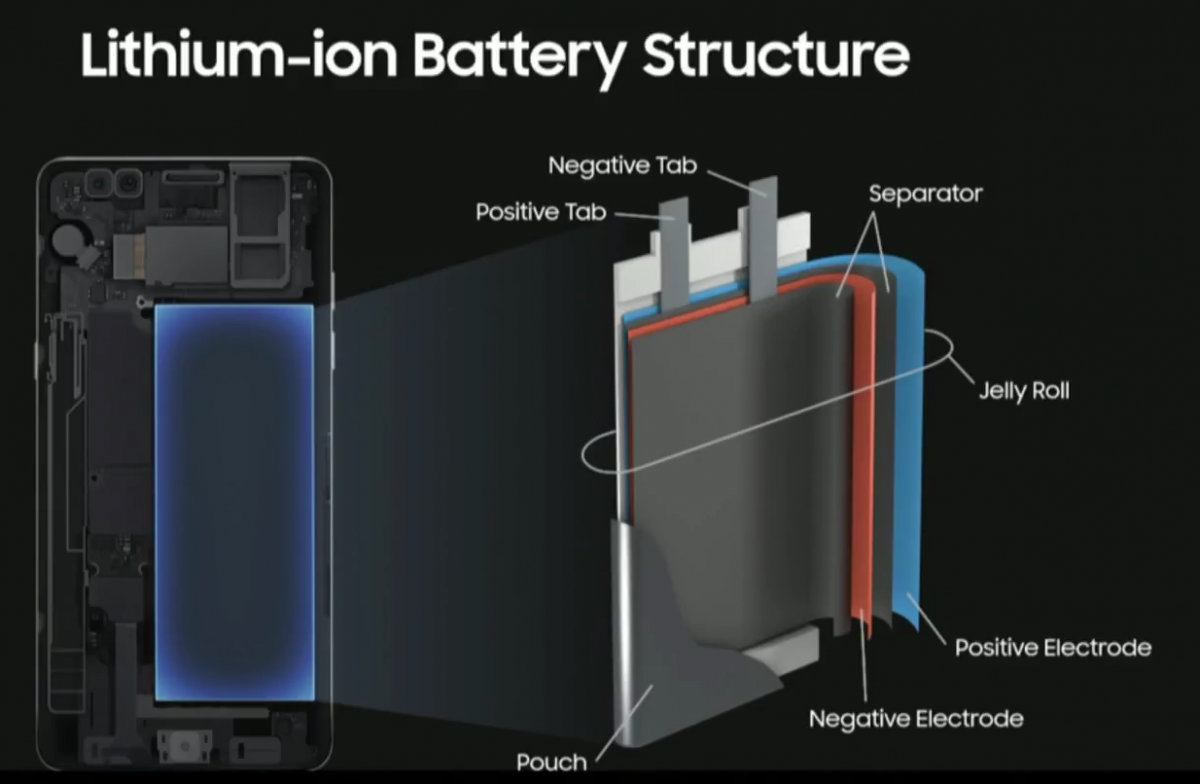 Lithium-ion Battery Structure
Negative Tab
Positive Tab
Separator
Jelly Roll
Positive Electrode
Negative Electrode
Pouch